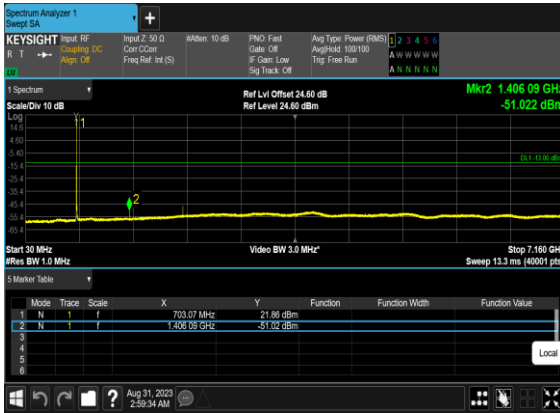 Spectrum Analyzer 1
Swept SA
+
KEYSIGHT Input: RF Input Z: 50 Ω #Atten: 10 dB PNO: Fast Avg Type: Power (RMS) 1 2 3 4 5 6
R T Coupling: DC Corr CCorr Gate: Off Avg|Hold: 100/100 A W W W W W
Align: Off Freq Ref: Int (S) IF Gain: Low Trig: Free Run
Sig Track: Off A N N N N N
1 Spectrum Ref Lvl Offset 24.60 dB Mkr2 1.406 09 GHz
Scale/Div 10 dB Ref Level 24.60 dBm -51.022 dBm
Log
14.6
4.60
-5.40
-15.4
-25.4
-35.4
-45.4
-55.4
-65.4
1
2
DL1 -13.00 dBm
Start 30 MHz Video BW 3.0 MHz* Stop 7.160 GHz
#Res BW 1.0 MHz Sweep 13.3 ms (40001 pts)
5 Marker Table
Mode Trace Scale X Y Function Function Width Function Value
1 N 1 f 703.07 MHz 21.86 dBm
2 N 1 f 1.406 09 GHz -51.02 dBm
3
4
5
6
Local
? Aug 31, 2023
2:59:34 AM